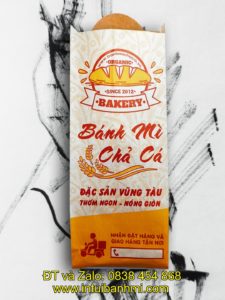 ORGANIC
SINCE 2012
BAKERY
Bánh Mì
Chả Cá
ĐẶC SẢN VŨNG TÀU
THƠM NGON - NÓNG GIÒN
NHẬN ĐẶT HÀNG VÀ
GIAO HÀNG TẬN NƠI
ĐT và Zalo: 0838 454 868
www.intuibanhmi.com